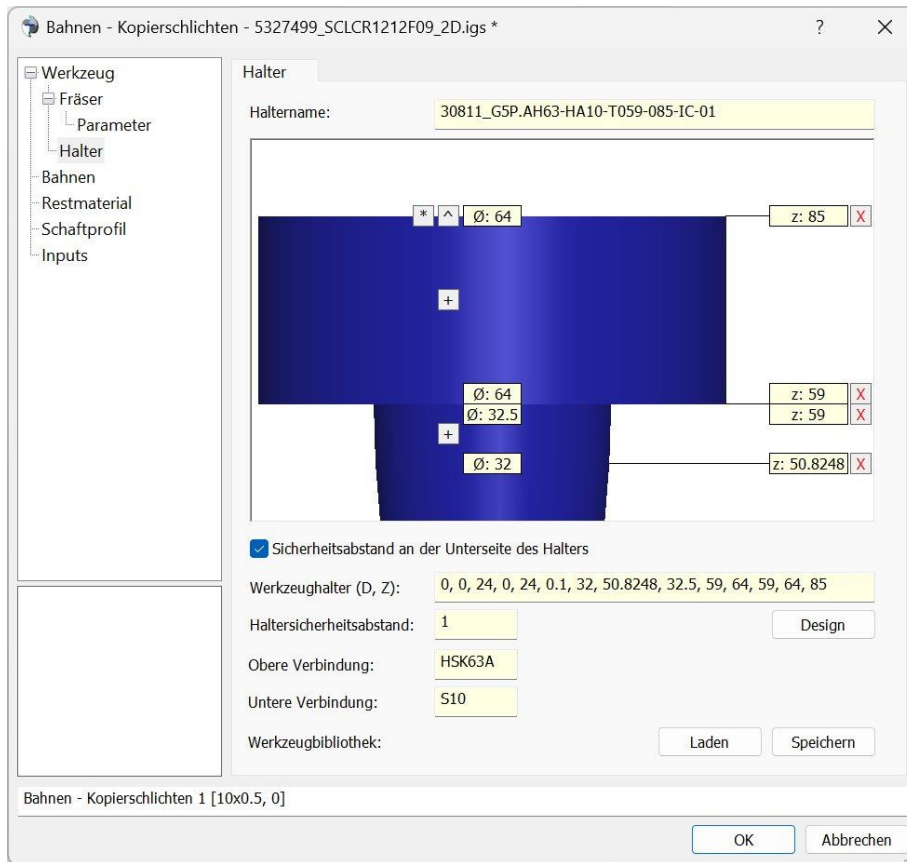 Bahnen - Kopierschlichten - 5327499_SCLCR1212F09_2D.igs *
?
X
Werkzeug
Fräser
Parameter
Halter
Bahnen
Restmaterial
Schaftprofil
Inputs
Halter
Haltername:
30811_G5P.AH63-HA10-T059-085-IC-01
* ^ Ø: 64
z: 85 X
+
Ø: 64
z: 59 X
Ø: 32.5
z: 59 X
+
Ø: 32
z: 50.8248 X
Sicherheitsabstand an der Unterseite des Halters
Werkzeughalter (D, Z):
0, 0, 24, 0, 24, 0.1, 32, 50.8248, 32.5, 59, 64, 59, 64, 85
Haltersicherheitsabstand:
1
Design
Obere Verbindung:
HSK63A
Untere Verbindung:
S10
Werkzeugbibliothek:
Laden
Speichern
Bahnen - Kopierschlichten 1 [10x0.5, 0]
OK
Abbrechen